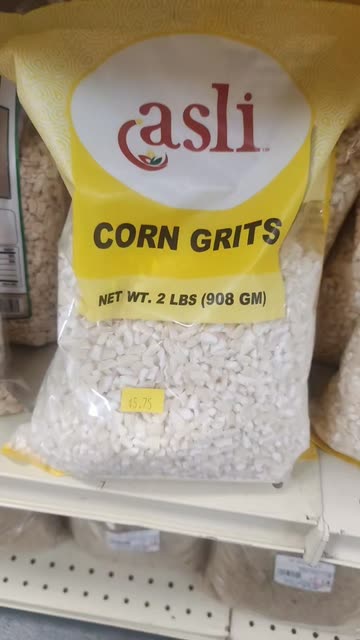 asli
CORN GRITS
NET WT. 2 LBS (908 GM)
$5.75